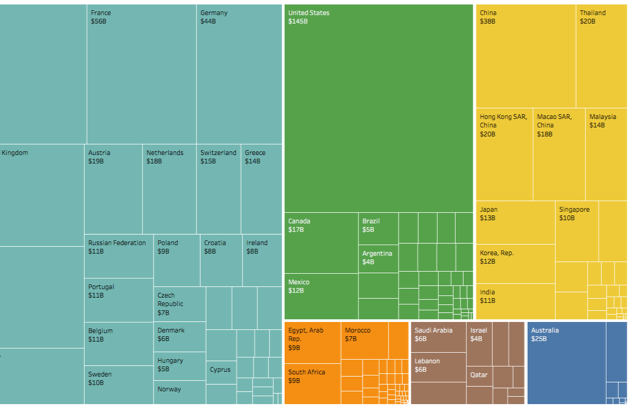 France
$56B
Germany
$44B
Kingdom
Austria
$19B
Netherlands
$18B
Switzerland
$15B
Greece
$14B
Russian Federation
$11B
Poland
$9B
Croatia
$8B
Ireland
$8B
Portugal
$11B
Czech
Republic
$7B
Belgium
$11B
Denmark
$6B
Sweden
$10B
Hungary
$5B
Cyprus
Norway
United States
$145B
Canada
$17B
Brazil
$5B
Argentina
$4B
Mexico
$12B
China
$38B
Thailand
$20B
Hong Kong SAR,
China
$20B
Macao SAR,
China
$18B
Malaysia
$14B
Japan
$13B
Singapore
$10B
Korea, Rep.
$12B
India
$11B
Egypt, Arab
Rep.
$9B
Morocco
$7B
South Africa
$9B
Saudi Arabia
$6B
Israel
$4B
Lebanon
$6B
Qatar
Australia
$25B